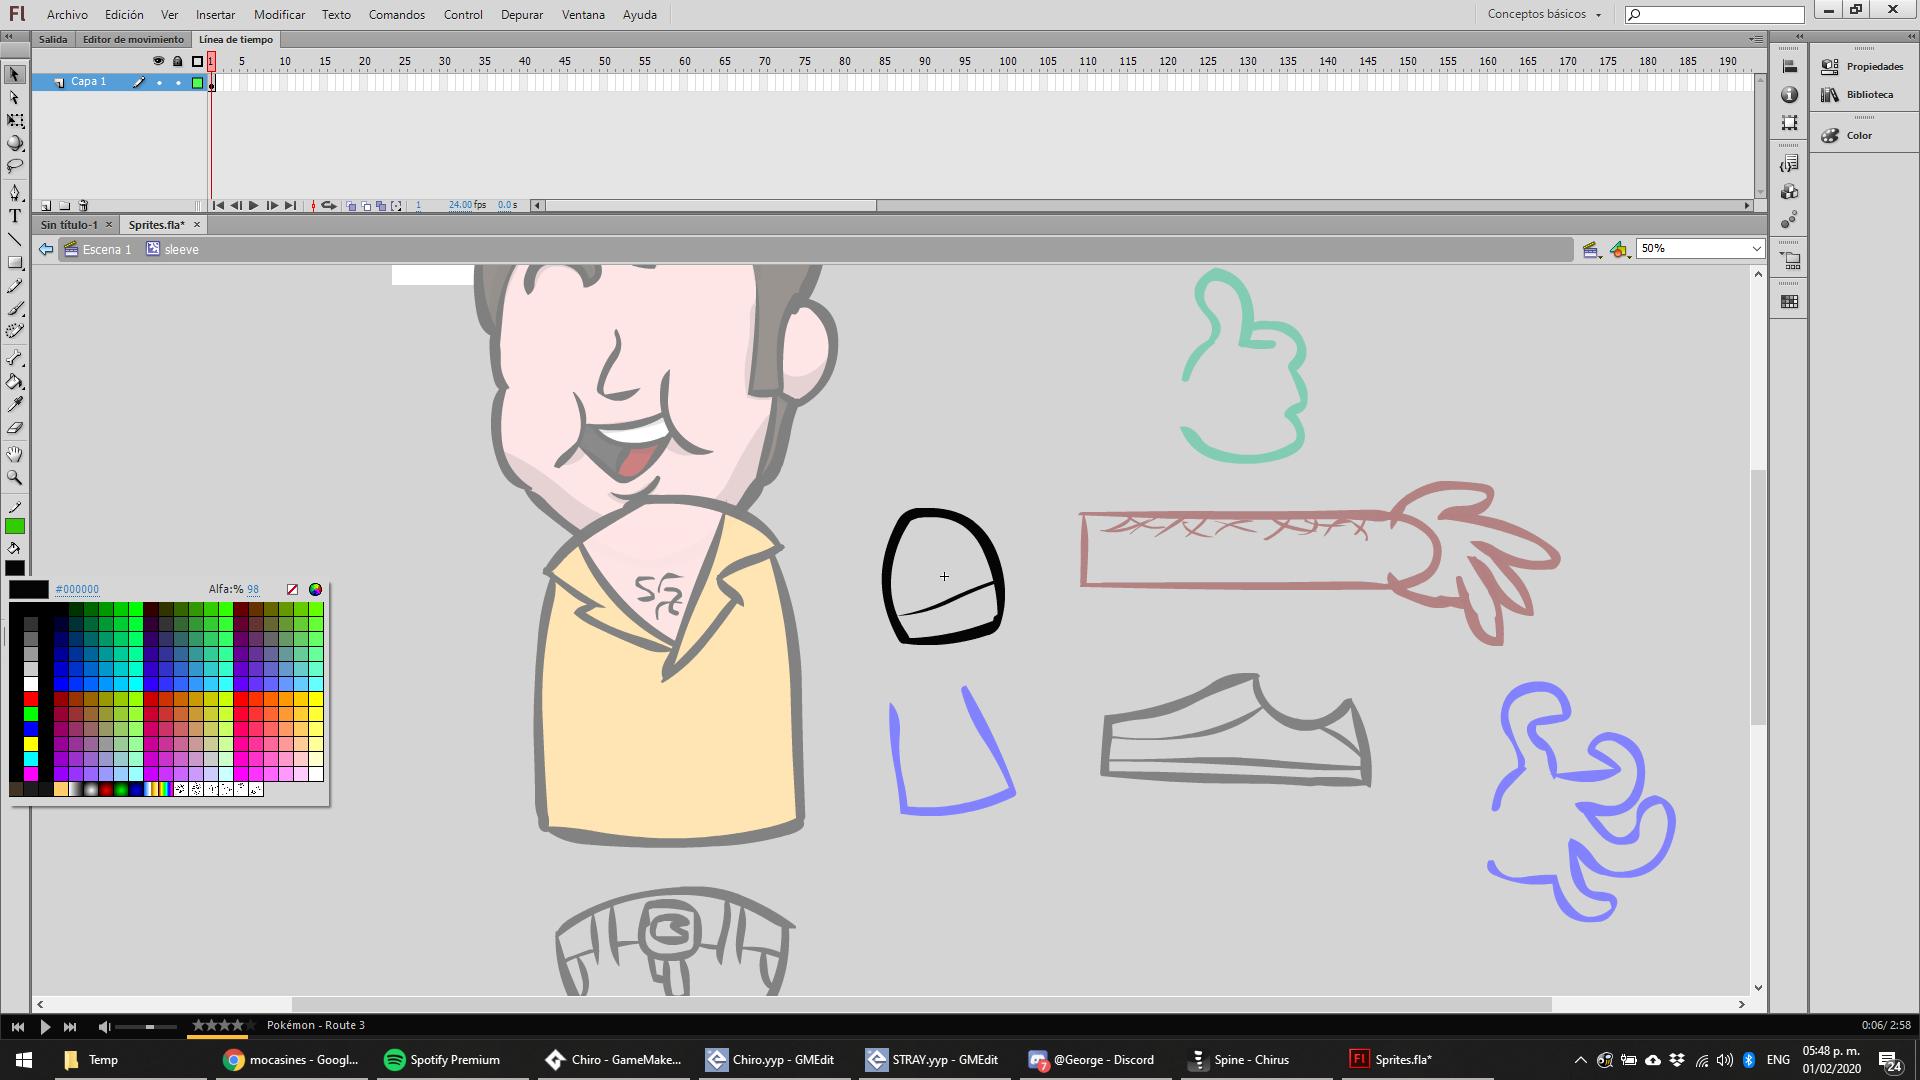 Fl Archivo Edición Ver Insertar Modificar Texto Comandos Control Depurar Ventana Ayuda Conceptos básicos
Salida Editor de movimiento Línea de tiempo
1 5 10 15 20 25 30 35 40 45 50 55 60 65 70 75 80 85 90 95 100 105 110 115 120 125 130 135 140 145 150 155 160 165 170 175 180 185 190
Capa 1
Propiedades
Biblioteca
Color
1 24.00 fps 0.0 s
Sin título-1 Sprites.fla*
Escena 1 sleeve 50%
#000000 Alfa:% 98
Pokémon - Route 3 0:06/ 2:58
Temp mocasines - Googl... Spotify Premium Chiro - GameMake... Chiro.yyp - GMEdit STRAY.yyp - GMEdit @George - Discord Spine - Chirus Sprites.fla* ENG 05:48 p. m.
01/02/2020
7
24